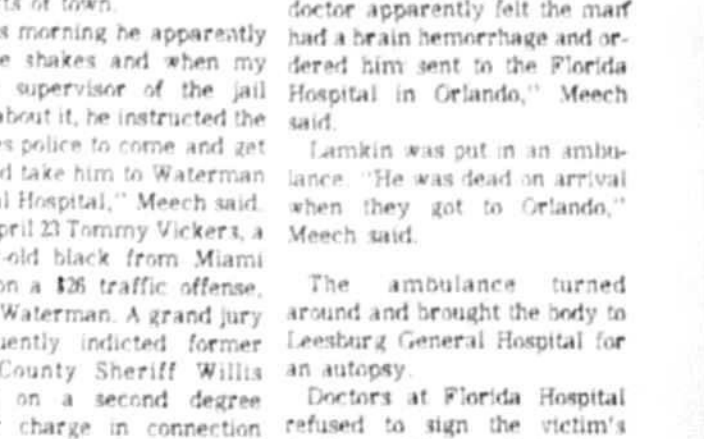 ts of town.
s morning he apparently
e shakes and when my
supervisor of the jail
about it, he instructed the
s police to come and get
d take him to Waterman
al Hospital," Meech said.
pril 23 Tommy Vickers, a
-old black from Miami
on a $26 traffic offense,
Waterman. A grand jury
uently indicted former
County Sheriff Willis
on a second degree
charge in connection
doctor apparently felt the man
had a brain hemorrhage and or-
dered him sent to the Florida
Hospital in Orlando," Meech
said.
Lamkin was put in an ambu-
lance. "He was dead on arrival
when they got to Orlando,"
Meech said.
The ambulance turned
around and brought the body to
Leesburg General Hospital for
an autopsy.
Doctors at Florida Hospital
refused to sign the victim's